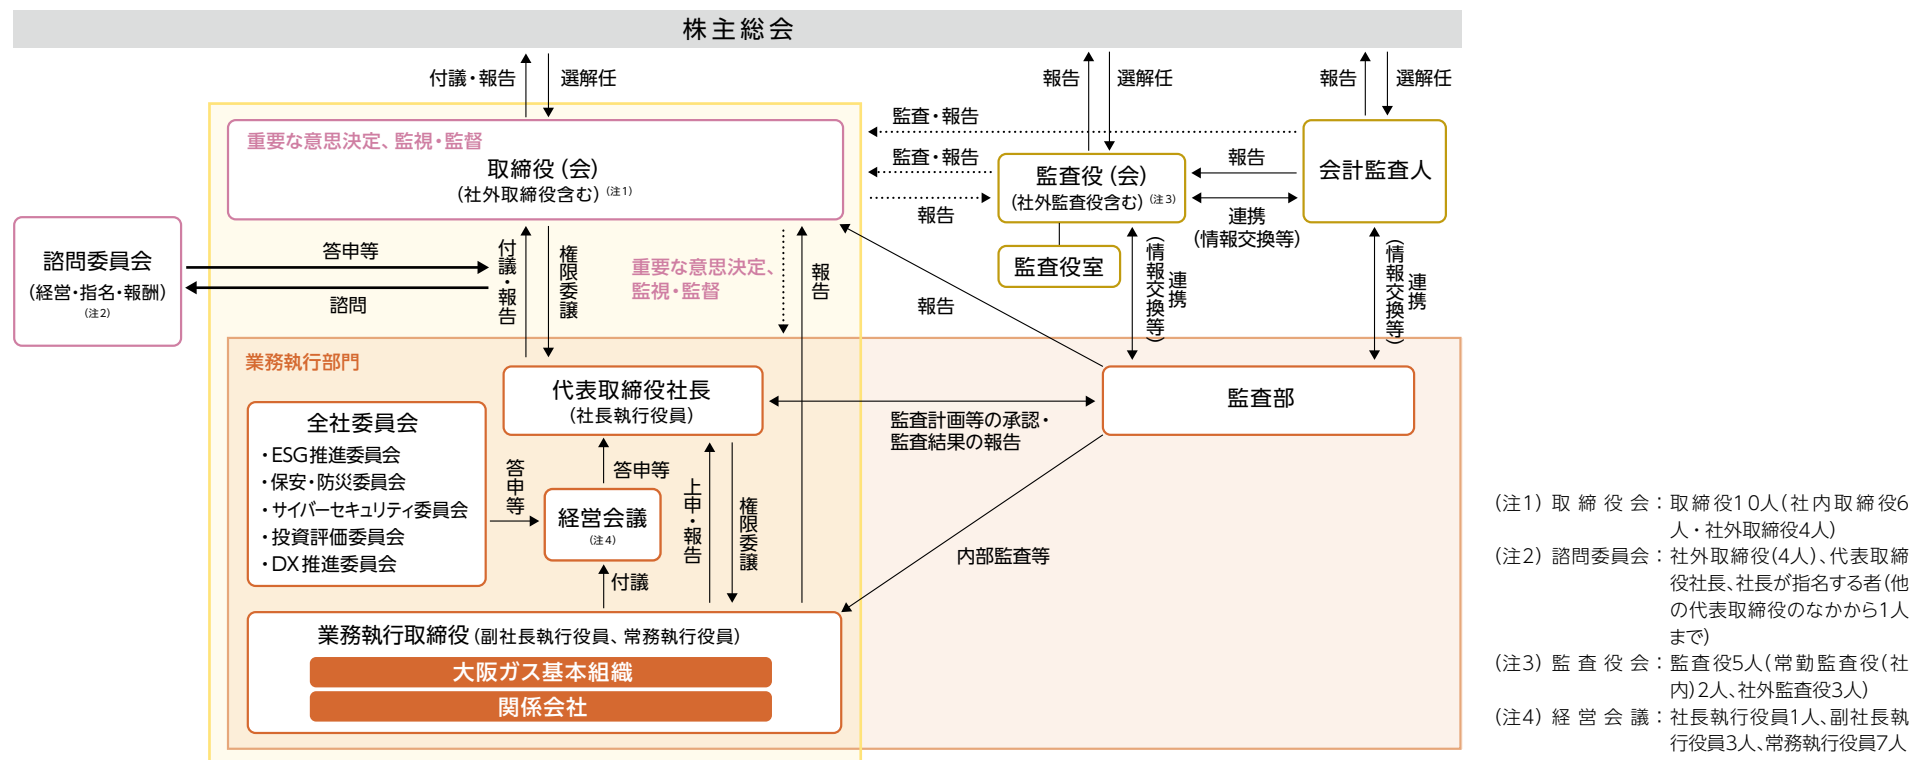 株主総会
付議・報告
選解任
報告
選解任
報告
選解任
重要な意思決定、監視・監督
取締役(会)
(社外取締役含む)(注1)
監査・報告
監査・報告
報告
監査役(会)
(社外監査役含む)(注3)
監査役室
報告
連携
(情報交換等)
会計監査人
諮問委員会
(経営・指名・報酬)
(注2)
答申等
諮問
付議・報告
権限委譲
重要な意思決定、
監視・監督
報告
報告
連携
(情報交換等)
連携
(情報交換等)
業務執行部門
代表取締役社長
(社長執行役員)
監査計画等の承認・
監査結果の報告
監査部
全社委員会
・ESG推進委員会
・保安・防災委員会
・サイバーセキュリティ委員会
・投資評価委員会
・DX推進委員会
答申等
答申等
経営会議
(注4)
付議
上申・報告
権限委譲
内部監査等
業務執行取締役(副社長執行役員、常務執行役員)
大阪ガス基本組織
関係会社
(注1)取締役会:取締役10人(社内取締役6
人・社外取締役4人)
(注2)諮問委員会:社外取締役(4人)、代表取締
役社長、社長が指名する者(他
の代表取締役のなかから1人
まで)
(注3)監査役会:監査役5人(常勤監査役(社
内)2人、社外監査役3人)
(注4)経営会議:社長執行役員1人、副社長執
行役員3人、常務執行役員7人